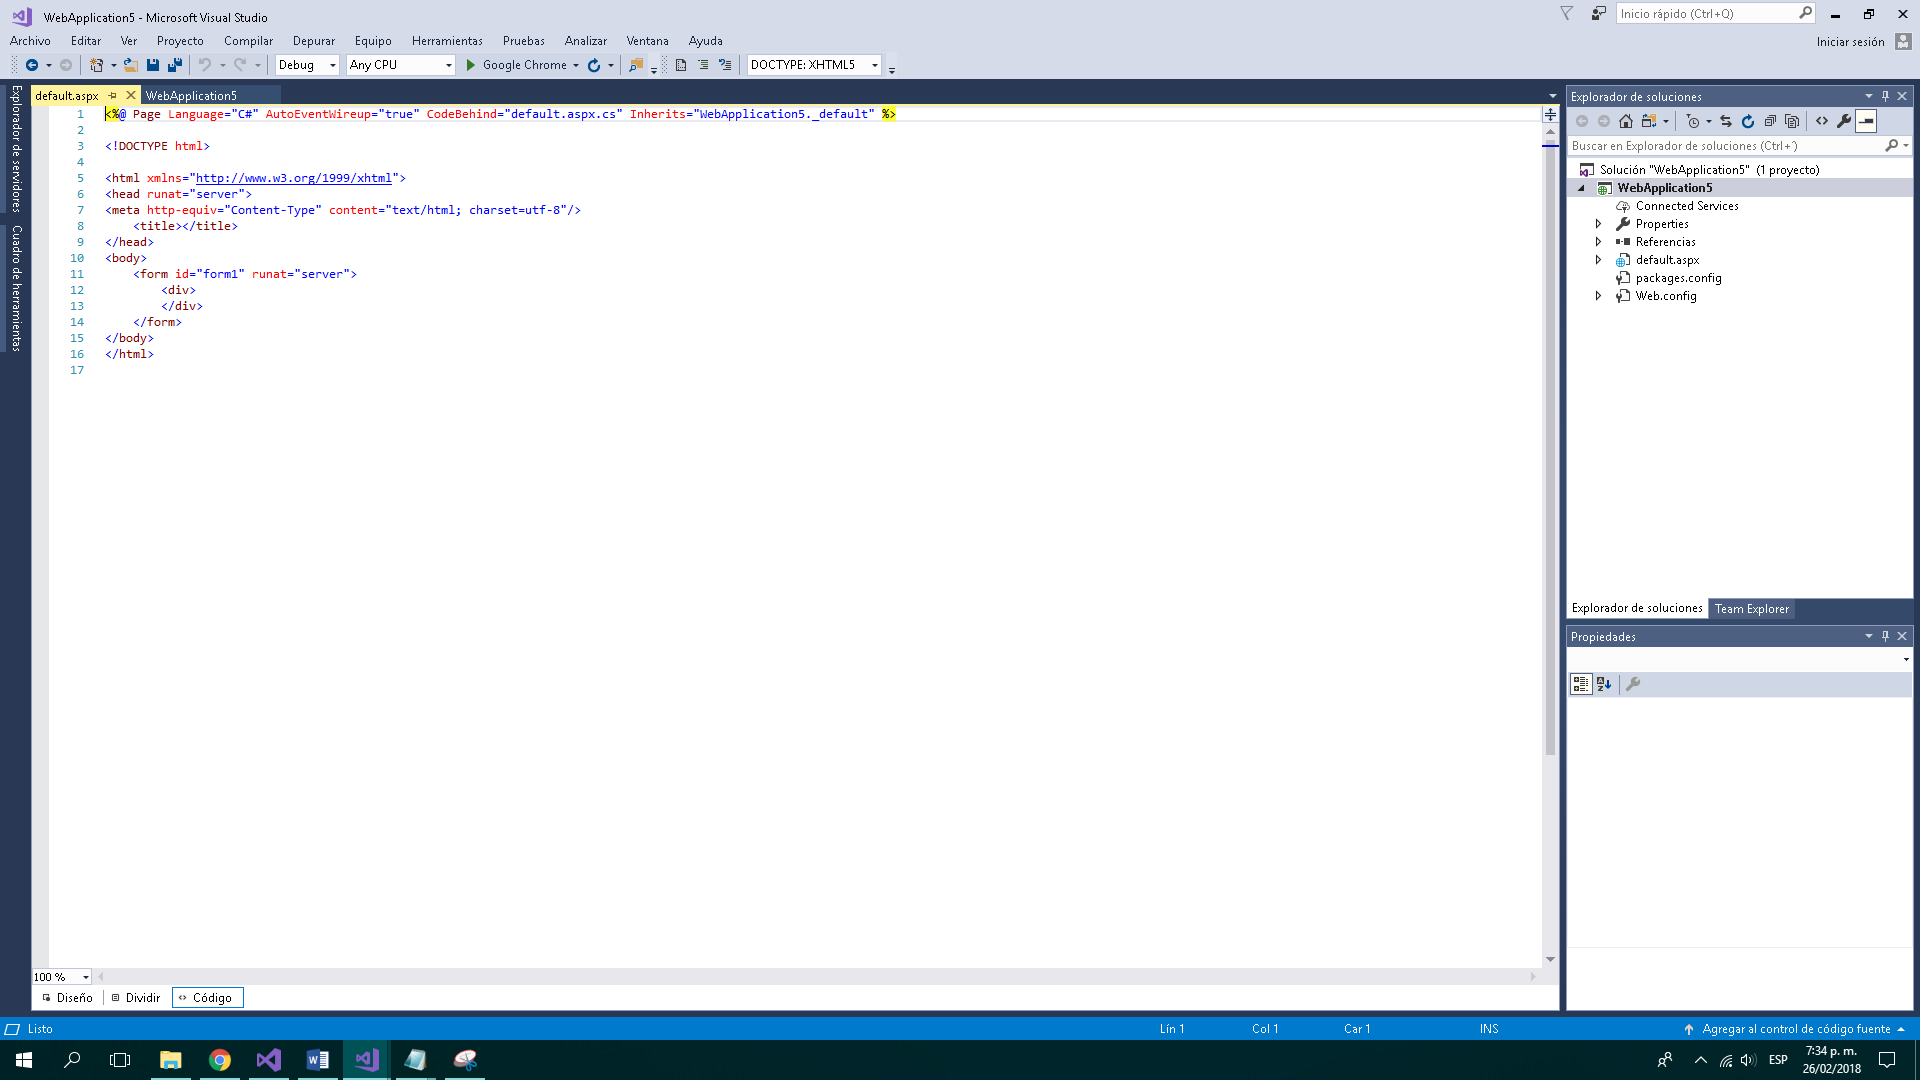 WebApplication5 - Microsoft Visual Studio
Inicio rápido (Ctrl+Q)
Archivo Editar Ver Proyecto Compilar Depurar Equipo Herramientas Pruebas Analizar Ventana Ayuda
Iniciar sesión
Debug Any CPU Google Chrome DOCTYPE: XHTML5
Explorador de servidores
Cuadro de herramientas
default.aspx WebApplication5
1 <%@ Page Language="C#" AutoEventWireup="true" CodeBehind="default.aspx.cs" Inherits="WebApplication5._default" %>
2
3 <!DOCTYPE html>
4
5 <html xmlns="http://www.w3.org/1999/xhtml">
6 <head runat="server">
7 <meta http-equiv="Content-Type" content="text/html; charset=utf-8"/>
8 <title></title>
9 </head>
10 <body>
11 <form id="form1" runat="server">
12 <div>
13 </div>
14 </form>
15 </body>
16 </html>
17
100 %
Diseño Dividir Código
Explorador de soluciones
Buscar en Explorador de soluciones (Ctrl+´)
Solución "WebApplication5" (1 proyecto)
WebApplication5
Connected Services
Properties
Referencias
default.aspx
packages.config
Web.config
Explorador de soluciones Team Explorer
Propiedades
Listo Lín 1 Col 1 Car 1 INS Agregar al control de código fuente
ESP
7:34 p. m.
26/02/2018